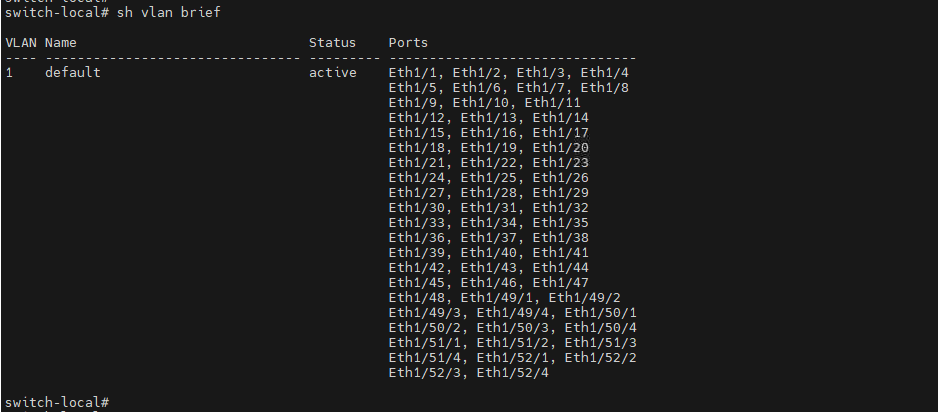 switch-local#
switch-local# sh vlan brief
VLAN Name                             Status    Ports
---- -------------------------------- --------- -------------------------------
1    default                          active    Eth1/1, Eth1/2, Eth1/3, Eth1/4
                                                Eth1/5, Eth1/6, Eth1/7, Eth1/8
                                                Eth1/9, Eth1/10, Eth1/11
                                                Eth1/12, Eth1/13, Eth1/14
                                                Eth1/15, Eth1/16, Eth1/17
                                                Eth1/18, Eth1/19, Eth1/20
                                                Eth1/21, Eth1/22, Eth1/23
                                                Eth1/24, Eth1/25, Eth1/26
                                                Eth1/27, Eth1/28, Eth1/29
                                                Eth1/30, Eth1/31, Eth1/32
                                                Eth1/33, Eth1/34, Eth1/35
                                                Eth1/36, Eth1/37, Eth1/38
                                                Eth1/39, Eth1/40, Eth1/41
                                                Eth1/42, Eth1/43, Eth1/44
                                                Eth1/45, Eth1/46, Eth1/47
                                                Eth1/48, Eth1/49/1, Eth1/49/2
                                                Eth1/49/3, Eth1/49/4, Eth1/50/1
                                                Eth1/50/2, Eth1/50/3, Eth1/50/4
                                                Eth1/51/1, Eth1/51/2, Eth1/51/3
                                                Eth1/51/4, Eth1/52/1, Eth1/52/2
                                                Eth1/52/3, Eth1/52/4
switch-local#